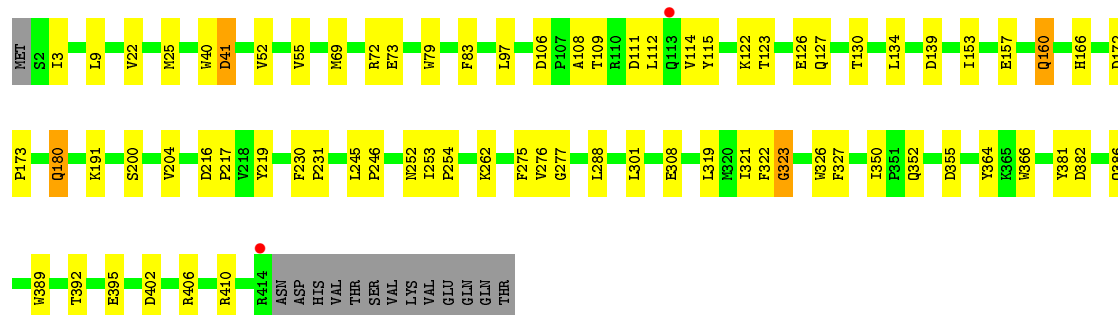 MET S2 I3 L9 V22 M25 W40 D41 V52 V55 M69 R72 E73 W79 F83 L97 D106 P107 A108 T109 R110 D111 L112 Q113 V114 Y115 K122 T123 E126 Q127 T130 L134 D139 I153 E157 Q160 H166 D172
P173 Q180 K191 S200 V204 D216 P217 V218 Y219 F230 P231 L245 P246 N252 I253 P254 K262 F275 V276 G277 L288 L301 E308 L319 M320 I321 F322 G323 W326 F327 I350 P351 Q352 D355 Y364 K365 W366 Y381 D382 Q386
W389 T392 E395 D402 R406 R410 R414 ASN ASP HIS VAL THR SER VAL LYS VAL GLU GLN GLN THR